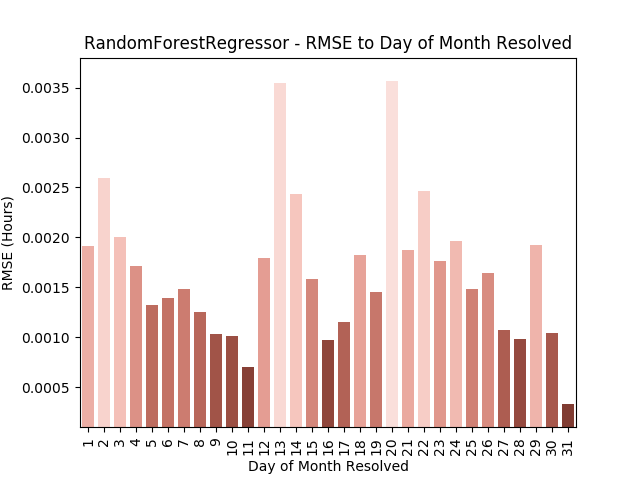 RandomForestRegressor - RMSE to Day of Month Resolved
RMSE (Hours)
0.0035
0.0030
0.0025
0.0020
0.0015
0.0010
0.0005
1 2 3 4 5 6 7 8 9 10 11 12 13 14 15 16 17 18 19 20 21 22 23 24 25 26 27 28 29 30 31
Day of Month Resolved